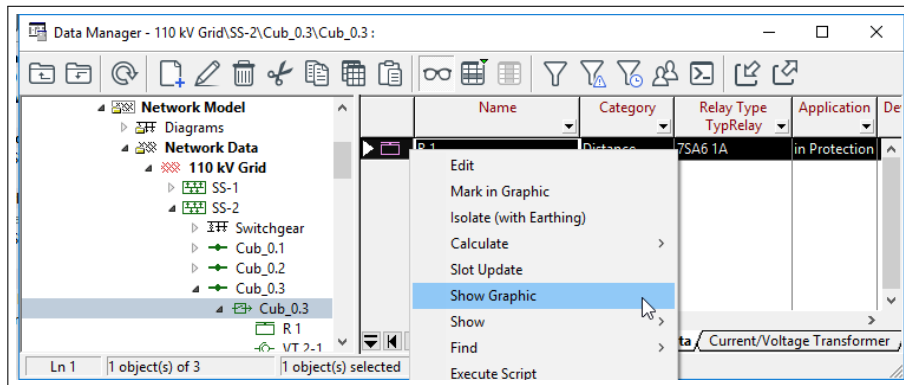 Data Manager - 110 kV Grid\SS-2\Cub_0.3\Cub_0.3 :
Name Category Relay Type Application De
TypRelay
Network Model
Diagrams
Network Data
110 kV Grid
SS-1
SS-2
Switchgear
Cub_0.1
Cub_0.2
Cub_0.3
Cub_0.3
R 1
VT 2-1
R 1 Distance 7SA6 1A in Protection
Edit
Mark in Graphic
Isolate (with Earthing)
Calculate
Slot Update
Show Graphic
Show
Find
Execute Script
ta Current/Voltage Transformer
Ln 1 1 object(s) of 3 1 object(s) selected